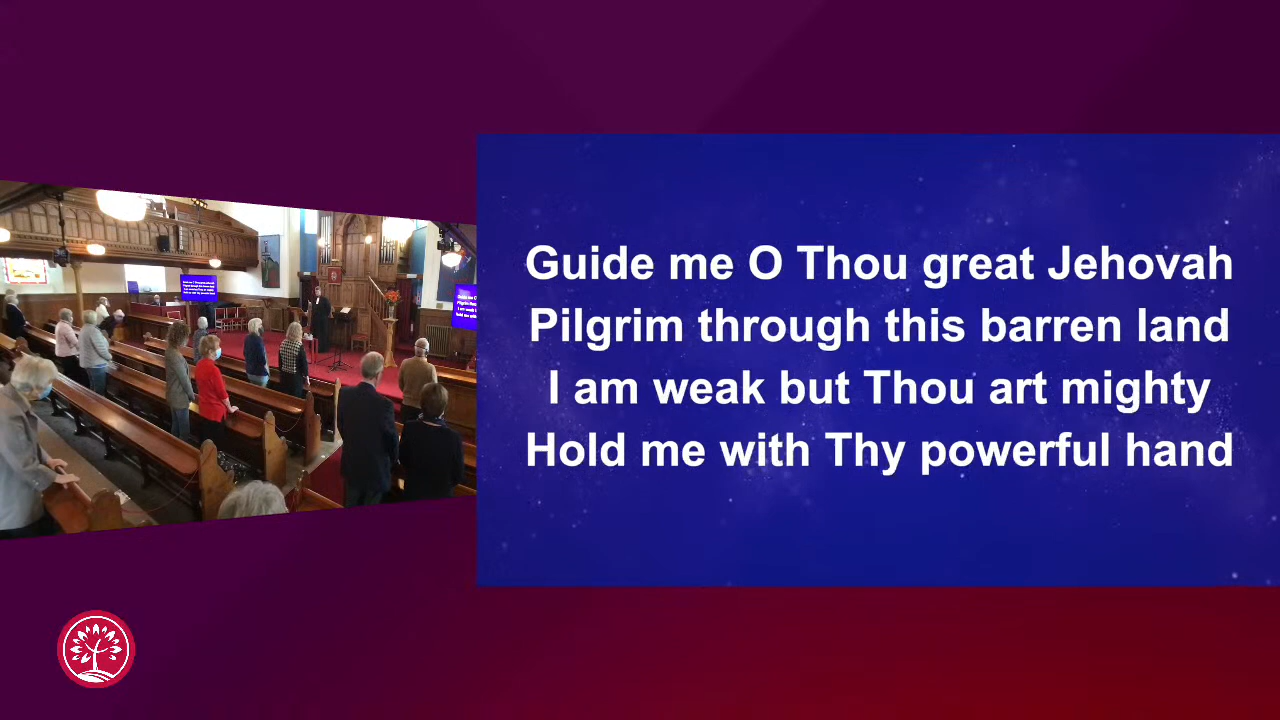 Guide me O Thou great Jehovah
Pilgrim through this barren land
I am weak but Thou art mighty
Hold me with Thy powerful hand